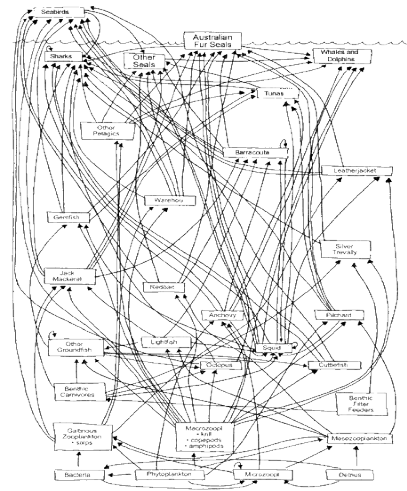 Seabirds
Australian
Fur Seals
Sharks
Other
Seals
Whales and
Dolphins
Tunas
Other
Pelagics
Barracouta
Leatherjacket
Warehou
Gemfish
Silver
Trevally
Jack
Mackerel
Redbait
Anchovy
Pilchard
Other
Groundfish
Lightfish
Squid
Octopus
Cuttlefish
Benthic
Carnivores
Benthic
Filter
Feeders
Gelatinous
Zooplankton
• salps
Macrozoopl
• krill
• copepods
• amphipods
Mesozooplankton
Bacteria
Phytoplankton
Microzoopl
Detritus